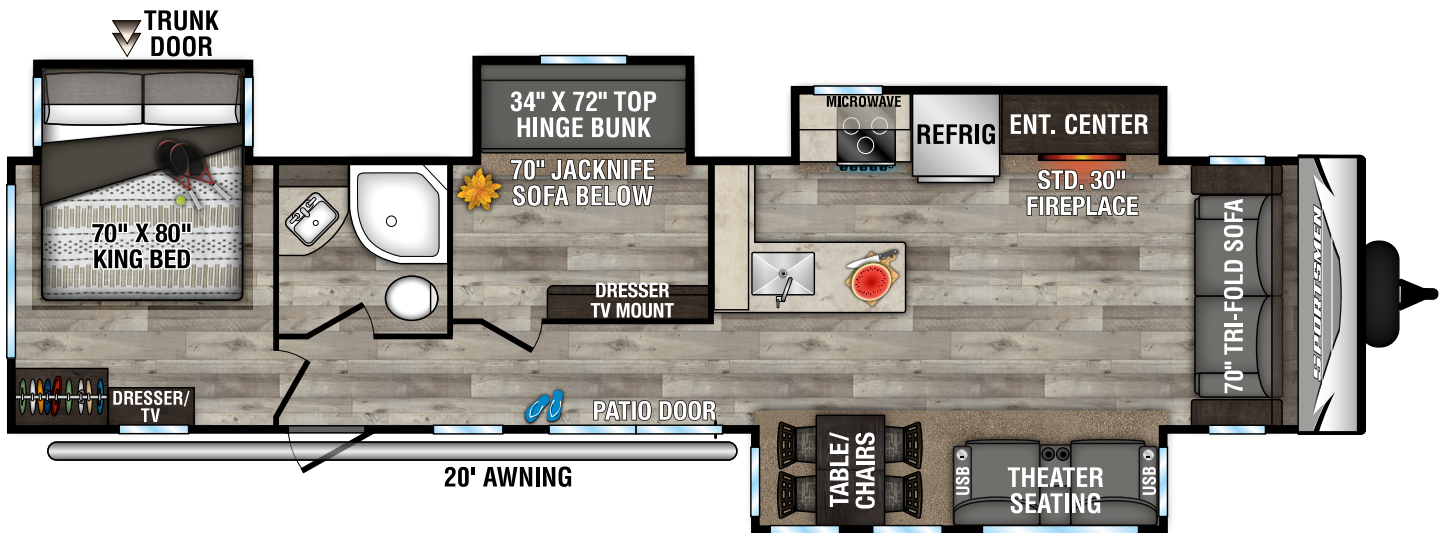 TRUNK
DOOR
34" X 72" TOP
HINGE BUNK
70" JACKNIFE
SOFA BELOW
MICROWAVE
REFRIG
ENT. CENTER
STD. 30"
FIREPLACE
70" X 80"
KING BED
DRESSER
TV MOUNT
70" TRI-FOLD SOFA
SPORTSMEN
DRESSER/
TV
PATIO DOOR
20' AWNING
TABLE/
CHAIRS
USB
THEATER
SEATING
USB